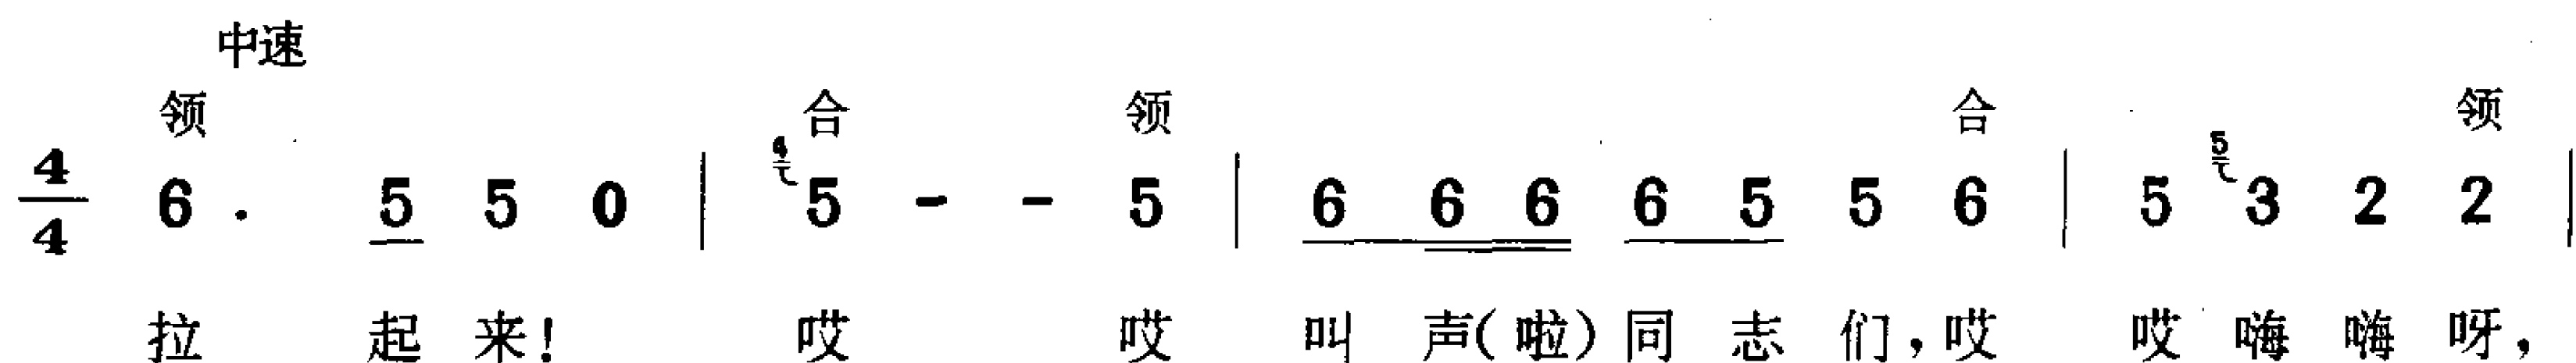 中速
领 合 领 合 领
4/4 6 . 5 5 0 | 4 5 - - 5 | 6 6 6 6 5 5 6 | 5 5 3 2 2 |
拉 起 来! 哎 哎 叫 声(啦)同 志 们,哎 哎 嗨 嗨 呀,